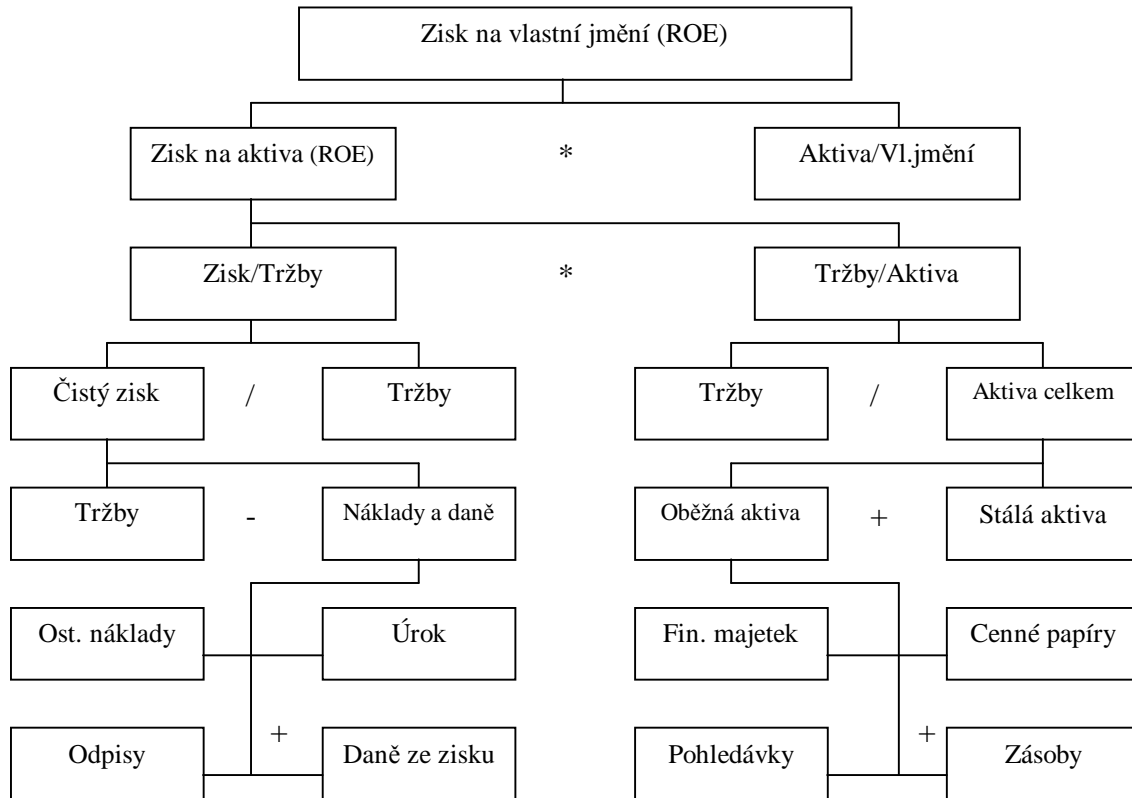 Zisk na vlastní jmění (ROE)
Zisk na aktiva (ROE) * Aktiva/Vl.jmění
Zisk/Tržby * Tržby/Aktiva
Čistý zisk / Tržby Tržby / Aktiva celkem
Tržby - Náklady a daně Oběžná aktiva + Stálá aktiva
Ost. náklady Úrok Fin. majetek Cenné papíry
Odpisy + Daně ze zisku Pohledávky + Zásoby